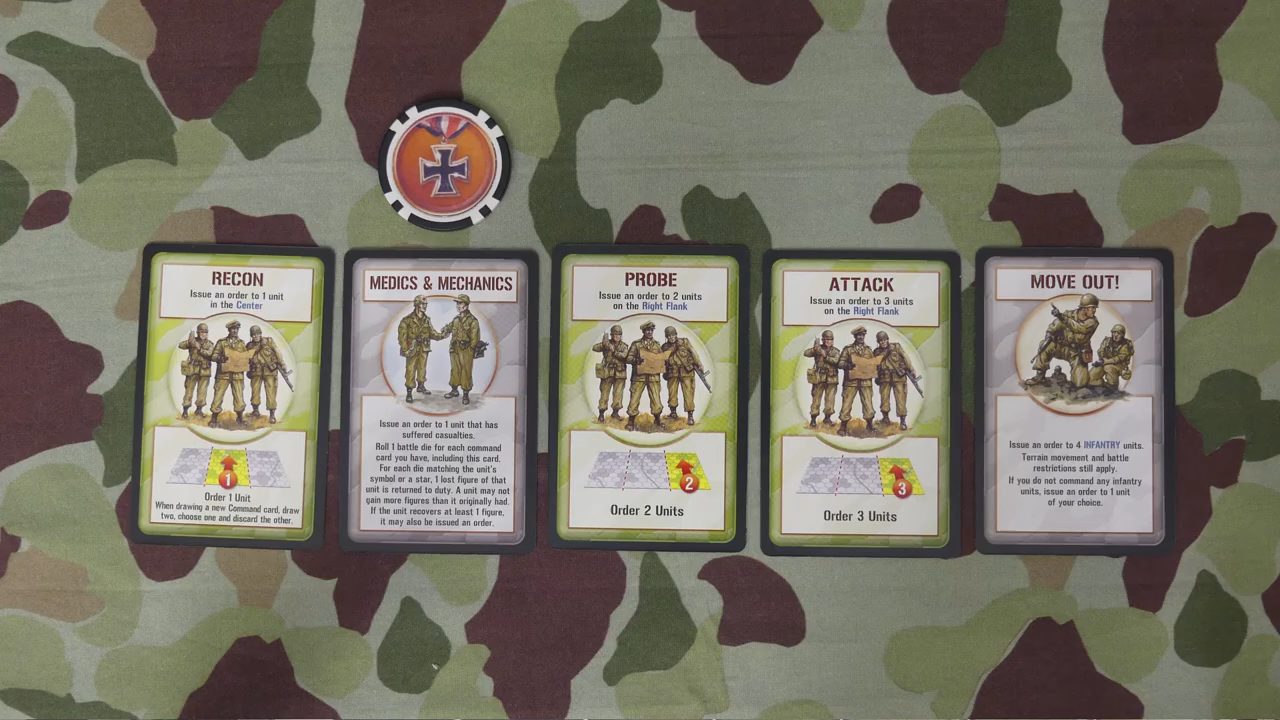 RECON
Issue an order to 1 unit
in the Center
1
Order 1 Unit
When drawing a new Command card, draw
two, choose one and discard the other.
MEDICS & MECHANICS
Issue an order to 1 unit that has
suffered casualties.
Roll 1 battle die for each command
card you have, including this card.
For each die matching the unit's
symbol or a star, 1 lost figure of that
unit is returned to duty. A unit may not
gain more figures than it originally had.
If the unit recovers at least 1 figure,
it may also be issued an order.
PROBE
Issue an order to 2 units
on the Right Flank
2
Order 2 Units
ATTACK
Issue an order to 3 units
on the Right Flank
3
Order 3 Units
MOVE OUT!
Issue an order to 4 INFANTRY units.
Terrain movement and battle
restrictions still apply.
If you do not command any infantry
units, issue an order to 1 unit
of your choice.